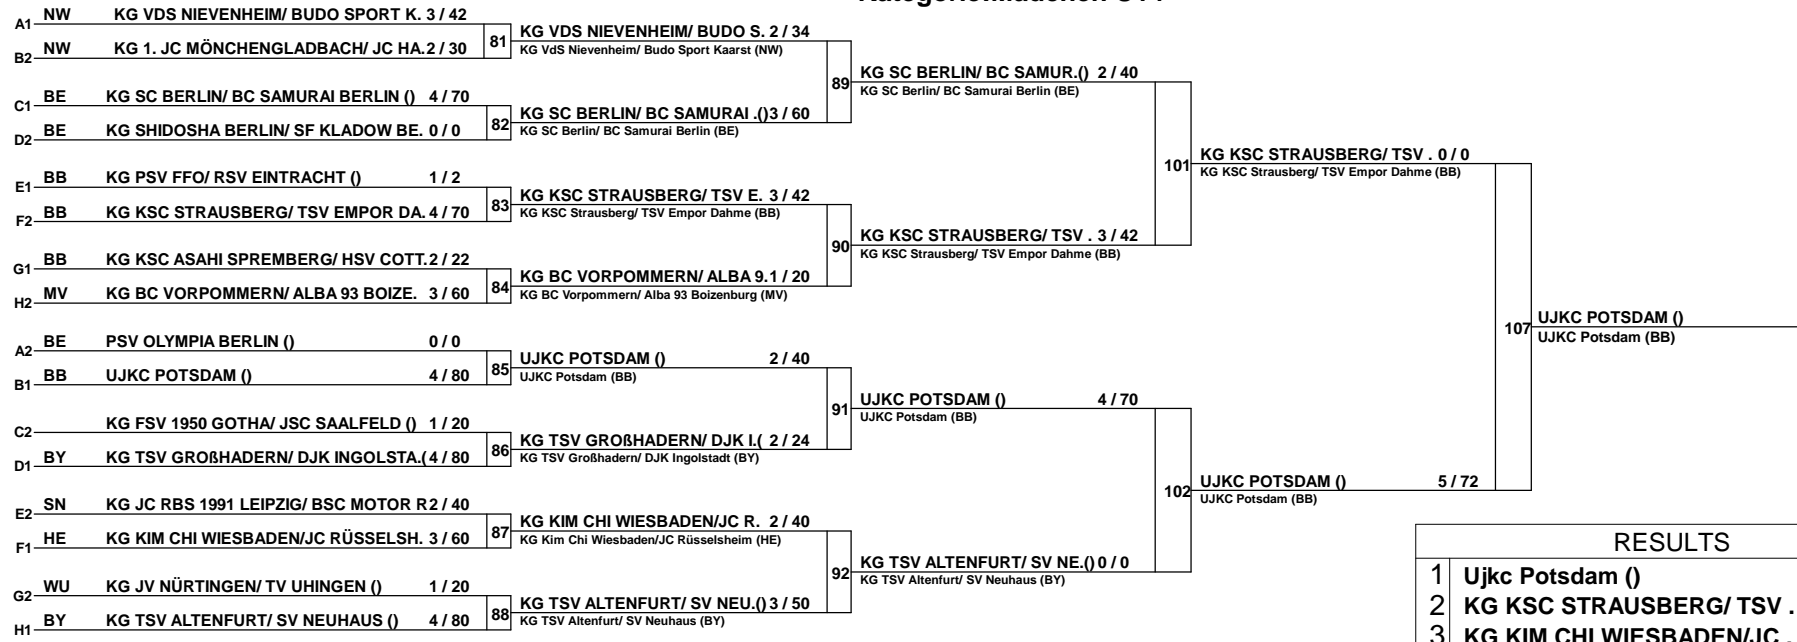 A1 NW KG VDS NIEVENHEIM/ BUDO SPORT K. 3 / 42
B2 NW KG 1. JC MÖNCHENGLADBACH/ JC HA. 2 / 30
81
KG VDS NIEVENHEIM/ BUDO S. 2 / 34
KG VdS Nievenheim/ Budo Sport Kaarst (NW)
C1 BE KG SC BERLIN/ BC SAMURAI BERLIN () 4 / 70
D2 BE KG SHIDOSHA BERLIN/ SF KLADOW BE. 0 / 0
82
KG SC BERLIN/ BC SAMURAI .() 3 / 60
KG SC Berlin/ BC Samurai Berlin (BE)
89
KG SC BERLIN/ BC SAMUR.() 2 / 40
KG SC Berlin/ BC Samurai Berlin (BE)
E1 BB KG PSV FFO/ RSV EINTRACHT () 1 / 2
F2 BB KG KSC STRAUSBERG/ TSV EMPOR DA. 4 / 70
83
KG KSC STRAUSBERG/ TSV E. 3 / 42
KG KSC Strausberg/ TSV Empor Dahme (BB)
G1 BB KG KSC ASAHI SPREMBERG/ HSV COTT. 2 / 22
H2 MV KG BC VORPOMMERN/ ALBA 93 BOIZE. 3 / 60
84
KG BC VORPOMMERN/ ALBA 9. 1 / 20
KG BC Vorpommern/ Alba 93 Boizenburg (MV)
90
KG KSC STRAUSBERG/ TSV . 3 / 42
KG KSC Strausberg/ TSV Empor Dahme (BB)
101
KG KSC STRAUSBERG/ TSV . 0 / 0
KG KSC Strausberg/ TSV Empor Dahme (BB)
A2 BE PSV OLYMPIA BERLIN () 0 / 0
B1 BB UJKC POTSDAM () 4 / 80
85
UJKC POTSDAM () 2 / 40
UJKC Potsdam (BB)
C2 KG FSV 1950 GOTHA/ JSC SAALFELD () 1 / 20
D1 BY KG TSV GROßHADERN/ DJK INGOLSTA.( 4 / 80
86
KG TSV GROßHADERN/ DJK I.( 2 / 24
KG TSV Großhadern/ DJK Ingolstadt (BY)
91
UJKC POTSDAM () 4 / 70
UJKC Potsdam (BB)
E2 SN KG JC RBS 1991 LEIPZIG/ BSC MOTOR R 2 / 40
F1 HE KG KIM CHI WIESBADEN/JC RÜSSELSH. 3 / 60
87
KG KIM CHI WIESBADEN/JC R. 2 / 40
KG Kim Chi Wiesbaden/JC Rüsselsheim (HE)
G2 WU KG JV NÜRTINGEN/ TV UHINGEN () 1 / 20
H1 BY KG TSV ALTENFURT/ SV NEUHAUS () 4 / 80
88
KG TSV ALTENFURT/ SV NEU.() 3 / 50
KG TSV Altenfurt/ SV Neuhaus (BY)
92
KG TSV ALTENFURT/ SV NE.() 0 / 0
KG TSV Altenfurt/ SV Neuhaus (BY)
102
UJKC POTSDAM () 5 / 72
UJKC Potsdam (BB)
107
UJKC POTSDAM ()
UJKC Potsdam (BB)
RESULTS
1 Ujkc Potsdam ()
2 KG KSC STRAUSBERG/ TSV .
3 KG KIM CHI WIESBADEN/JC .